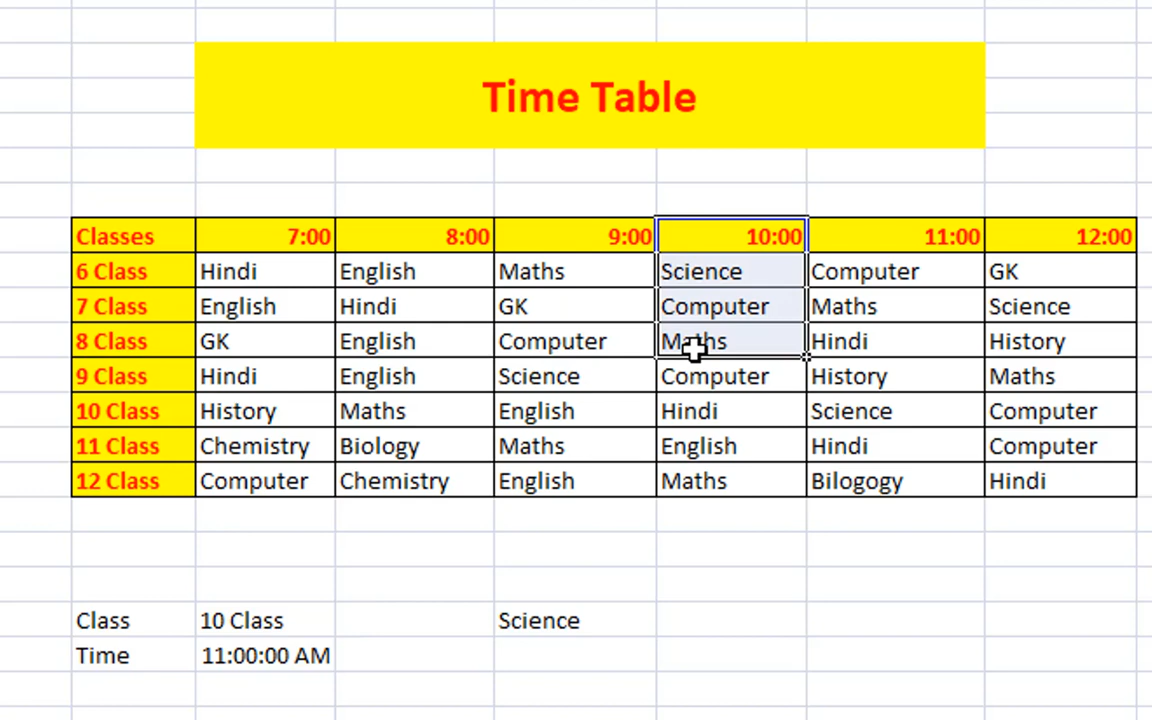 Time Table
Classes 7:00 8:00 9:00 10:00 11:00 12:00
6 Class Hindi English Maths Science Computer GK
7 Class English Hindi GK Computer Maths Science
8 Class GK English Computer Maths Hindi History
9 Class Hindi English Science Computer History Maths
10 Class History Maths English Hindi Science Computer
11 Class Chemistry Biology Maths English Hindi Computer
12 Class Computer Chemistry English Maths Bilogogy Hindi
Class 10 Class Science
Time 11:00:00 AM